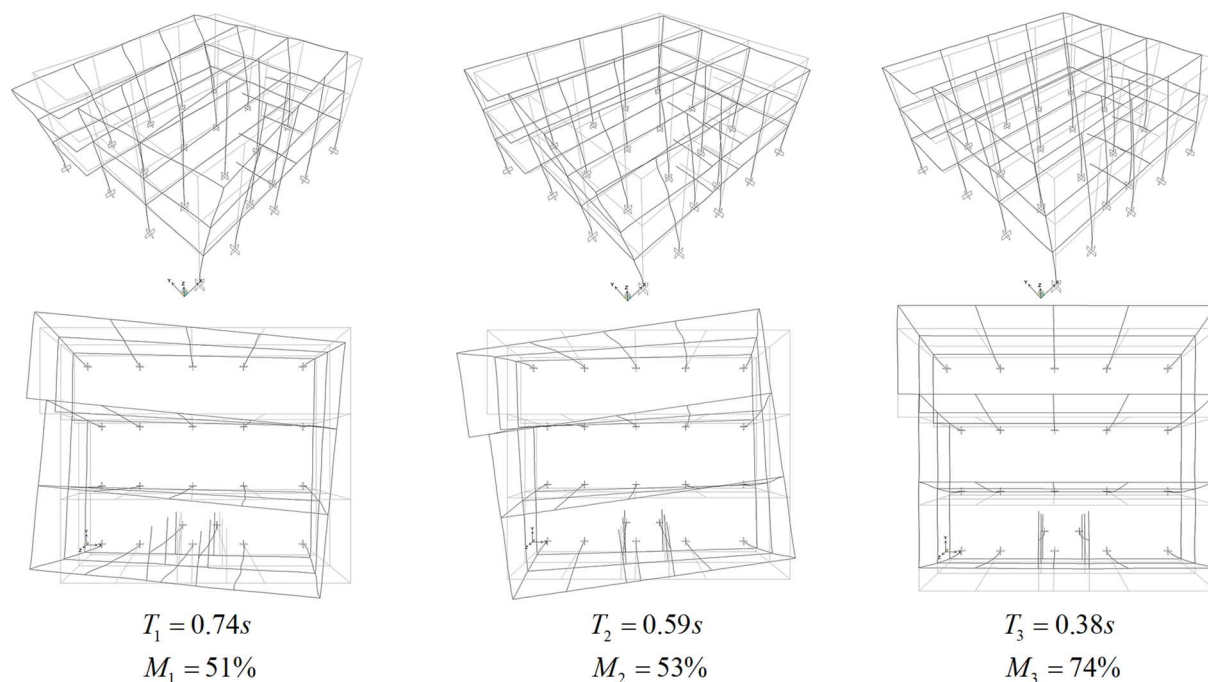 Y Z X
Y Z X
Y Z X
Y
Z X
Y
Z X
Y
Z X
T₁ = 0.74s
T₂ = 0.59s
T₃ = 0.38s
M₁ = 51%
M₂ = 53%
M₃ = 74%